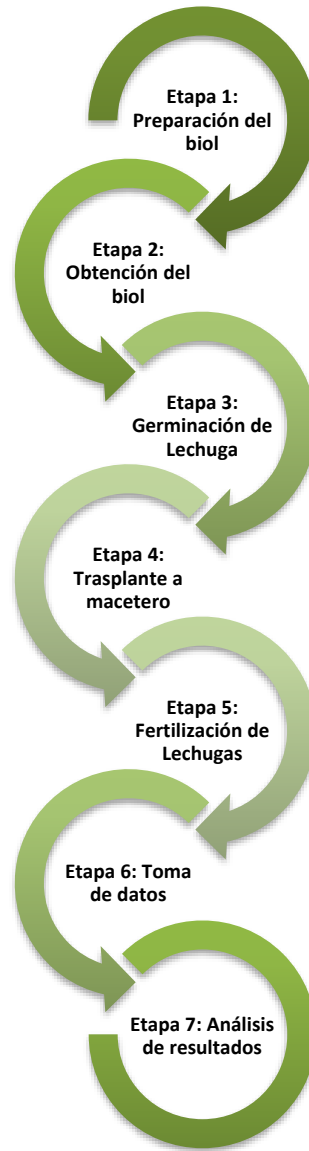 Etapa 1:
Preparación del
biol
Etapa 2:
Obtención del
biol
Etapa 3:
Germinación de
Lechuga
Etapa 4:
Trasplante a
macetero
Etapa 5:
Fertilización de
Lechugas
Etapa 6: Toma
de datos
Etapa 7: Análisis
de resultados